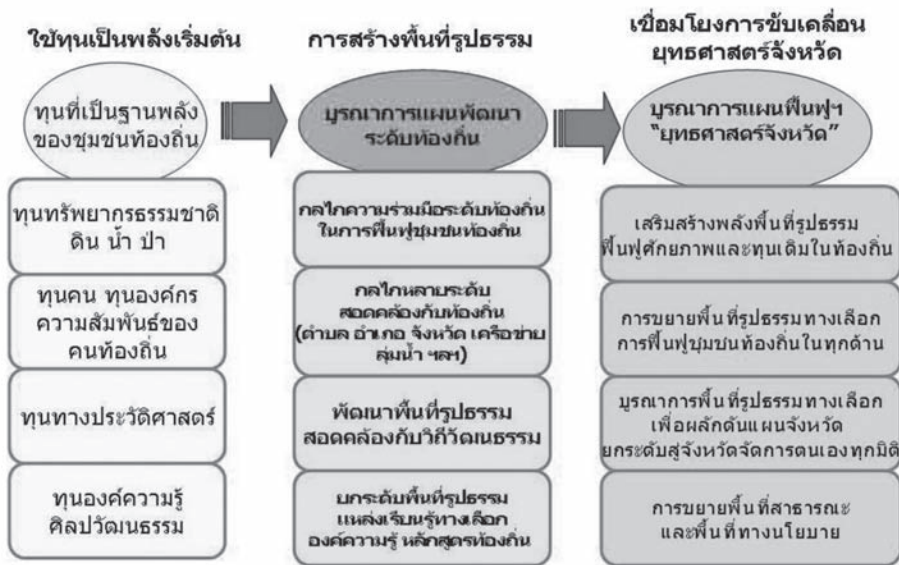 ใช้ทุนเป็นพลังเริ่มต้น
ทุนที่เป็นฐานพลัง
ของชุมชนท้องถิ่น
ทุนทรัพยากรธรรมชาติ
ดิน น้ำ ป่า
ทุนคน ทุนองค์กร
ความสัมพันธ์ของ
คนท้องถิ่น
ทุนทางประวัติศาสตร์
ทุนองค์ความรู้
ศิลปวัฒนธรรม
การสร้างพื้นที่รูปธรรม
บูรณาการแผนพัฒนา
ระดับท้องถิ่น
กลไกความร่วมมือระดับท้องถิ่น
ในการฟื้นฟูชุมชนท้องถิ่น
กลไกหลายระดับ
สอดคล้องกับท้องถิ่น
(ตำบล อำเภอ จังหวัด เครือข่าย
ลุ่มน้ำ ฯลฯ)
พัฒนาพื้นที่รูปธรรม
สอดคล้องกับวิถีวัฒนธรรม
ยกระดับพื้นที่รูปธรรม
แหล่งเรียนรู้ทางเลือก
องค์ความรู้ หลักสูตรท้องถิ่น
เชื่อมโยงการขับเคลื่อน
ยุทธศาสตร์จังหวัด
บูรณาการแผนฟื้นฟูฯ
"ยุทธศาสตร์จังหวัด"
เสริมสร้างพลังพื้นที่รูปธรรม
ฟื้นฟูศักยภาพและทุนเดิมในท้องถิ่น
การขยายพื้นที่รูปธรรมทางเลือก
การฟื้นฟูชุมชนท้องถิ่นในทุกด้าน
บูรณาการพื้นที่รูปธรรมทางเลือก
เพื่อผลักดันแผนจังหวัด
ยกระดับสู่จังหวัดจัดการตนเองทุกมิติ
การขยายพื้นที่สาธารณะ
และพื้นที่ทางนโยบาย